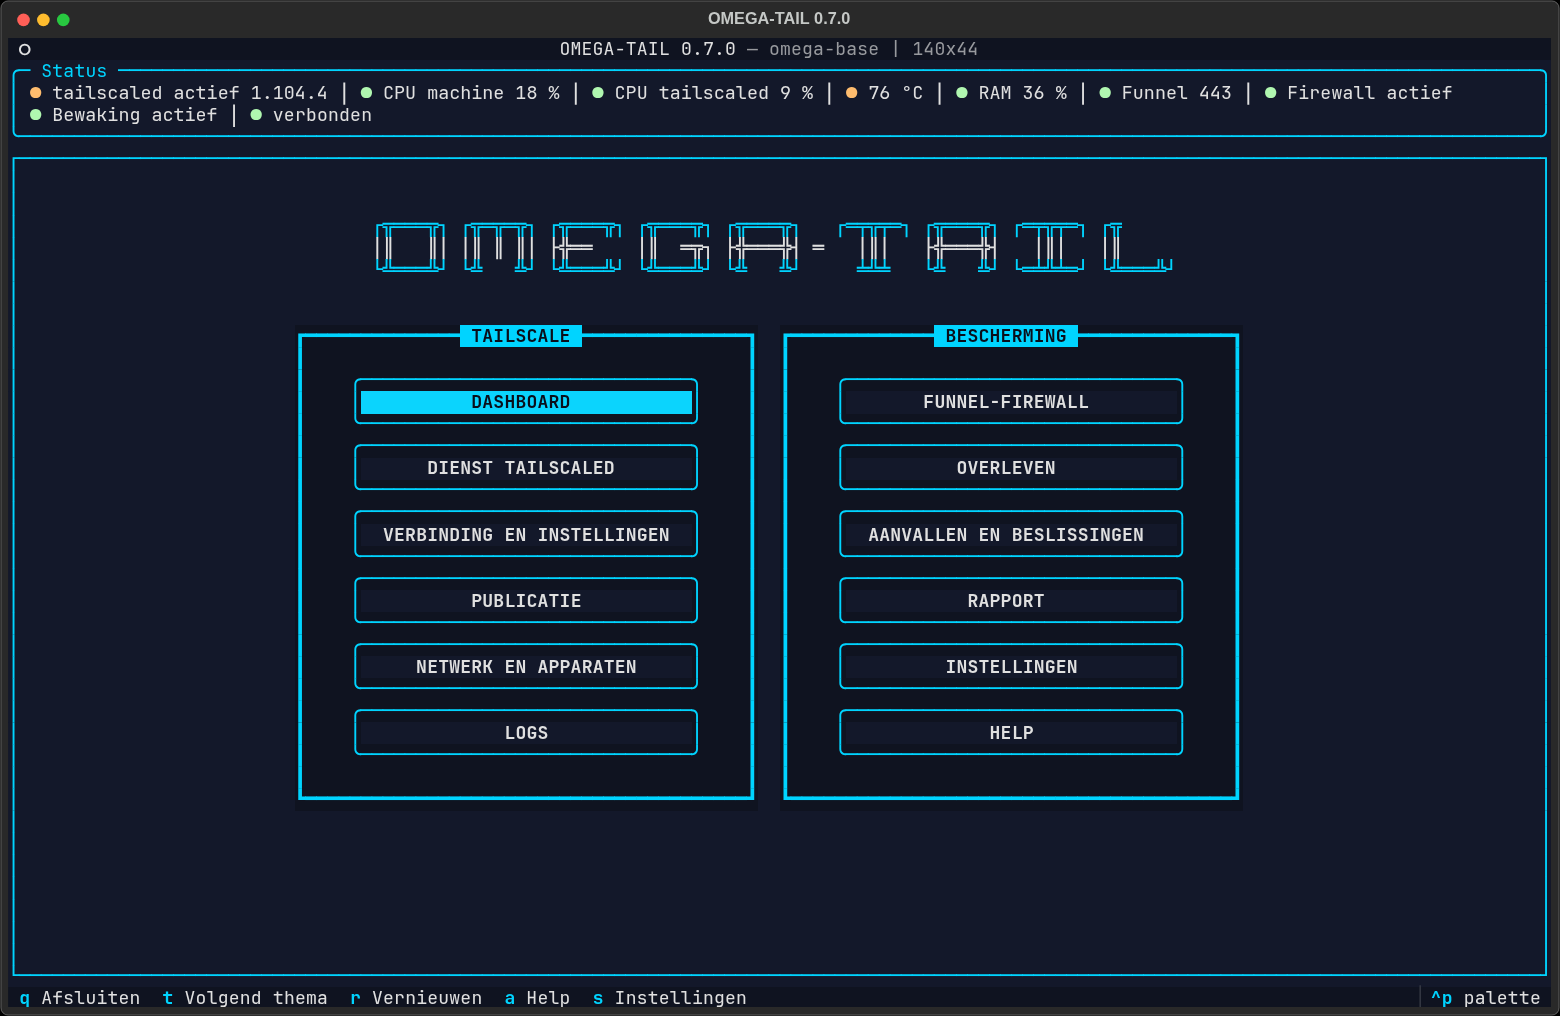 OMEGA-TAIL 0.7.0
OMEGA-TAIL 0.7.0 — omega-base | 140x44
Status
tailscaled actief 1.104.4 │ CPU machine 18 % │ CPU tailscaled 9 % │ 76 °C │ RAM 36 % │ Funnel 443 │ Firewall actief
Bewaking actief │ verbonden
OMEGA-TAIL
TAILSCALE
DASHBOARD
DIENST TAILSCALED
VERBINDING EN INSTELLINGEN
PUBLICATIE
NETWERK EN APPARATEN
LOGS
BESCHERMING
FUNNEL-FIREWALL
OVERLEVEN
AANVALLEN EN BESLISSINGEN
RAPPORT
INSTELLINGEN
HELP
q Afsluiten t Volgend thema r Vernieuwen a Help s Instellingen ^p palette